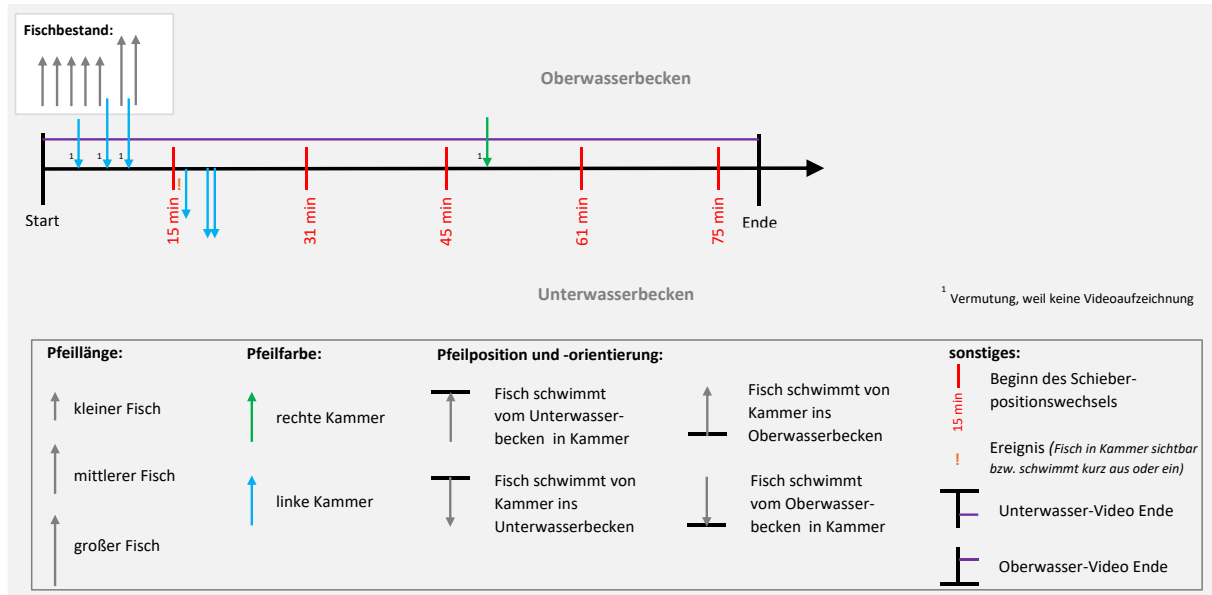 Fischbestand:
Oberwasserbecken
1
1
1
1
!
Start
15 min
31 min
45 min
61 min
75 min
Ende
Unterwasserbecken
1 Vermutung, weil keine Videoaufzeichnung
Pfeillänge:
kleiner Fisch
mittlerer Fisch
großer Fisch
Pfeilfarbe:
rechte Kammer
linke Kammer
Pfeilposition und -orientierung:
Fisch schwimmt
vom Unterwasser-
becken in Kammer
Fisch schwimmt von
Kammer ins
Unterwasserbecken
Fisch schwimmt von
Kammer ins
Oberwasserbecken
Fisch schwimmt
vom Oberwasser-
becken in Kammer
sonstiges:
15 min
Beginn des Schieber-
positionswechsels
!
Ereignis (Fisch in Kammer sichtbar
bzw. schwimmt kurz aus oder ein)
Unterwasser-Video Ende
Oberwasser-Video Ende